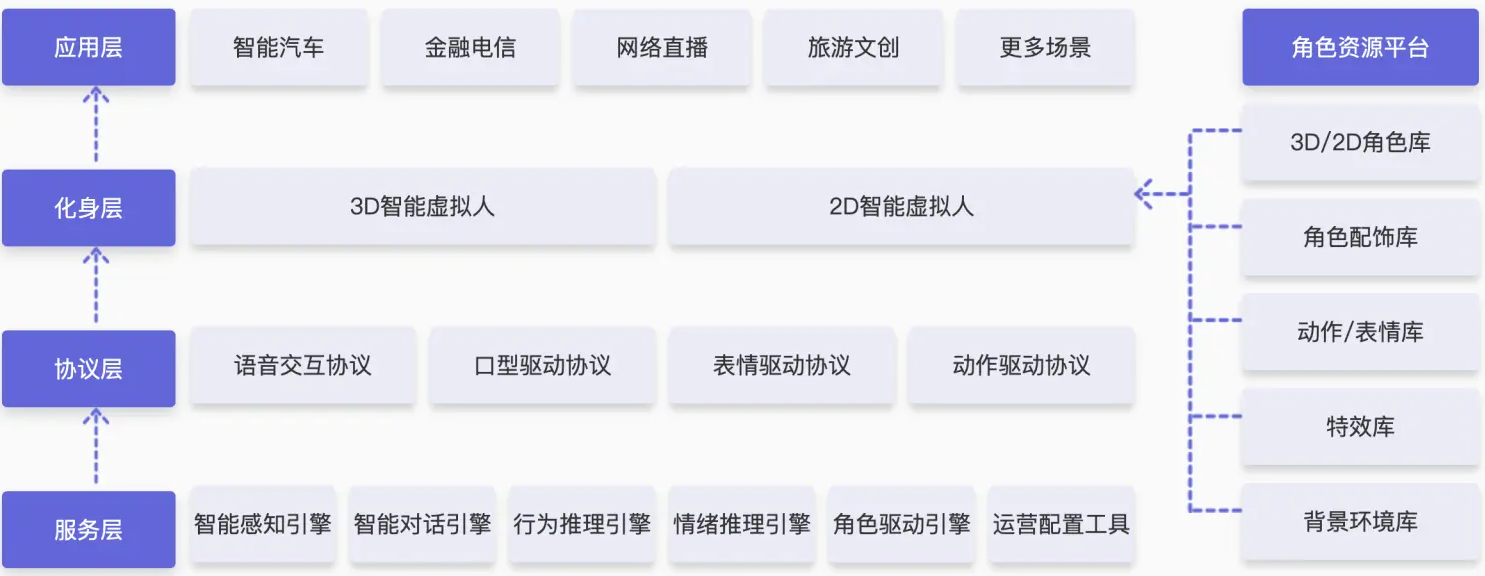 应用层
智能汽车
金融电信
网络直播
旅游文创
更多场景
化身层
3D智能虚拟人
2D智能虚拟人
协议层
语音交互协议
口型驱动协议
表情驱动协议
动作驱动协议
服务层
智能感知引擎
智能对话引擎
行为推理引擎
情绪推理引擎
角色驱动引擎
运营配置工具
角色资源平台
3D/2D角色库
角色配饰库
动作/表情库
特效库
背景环境库